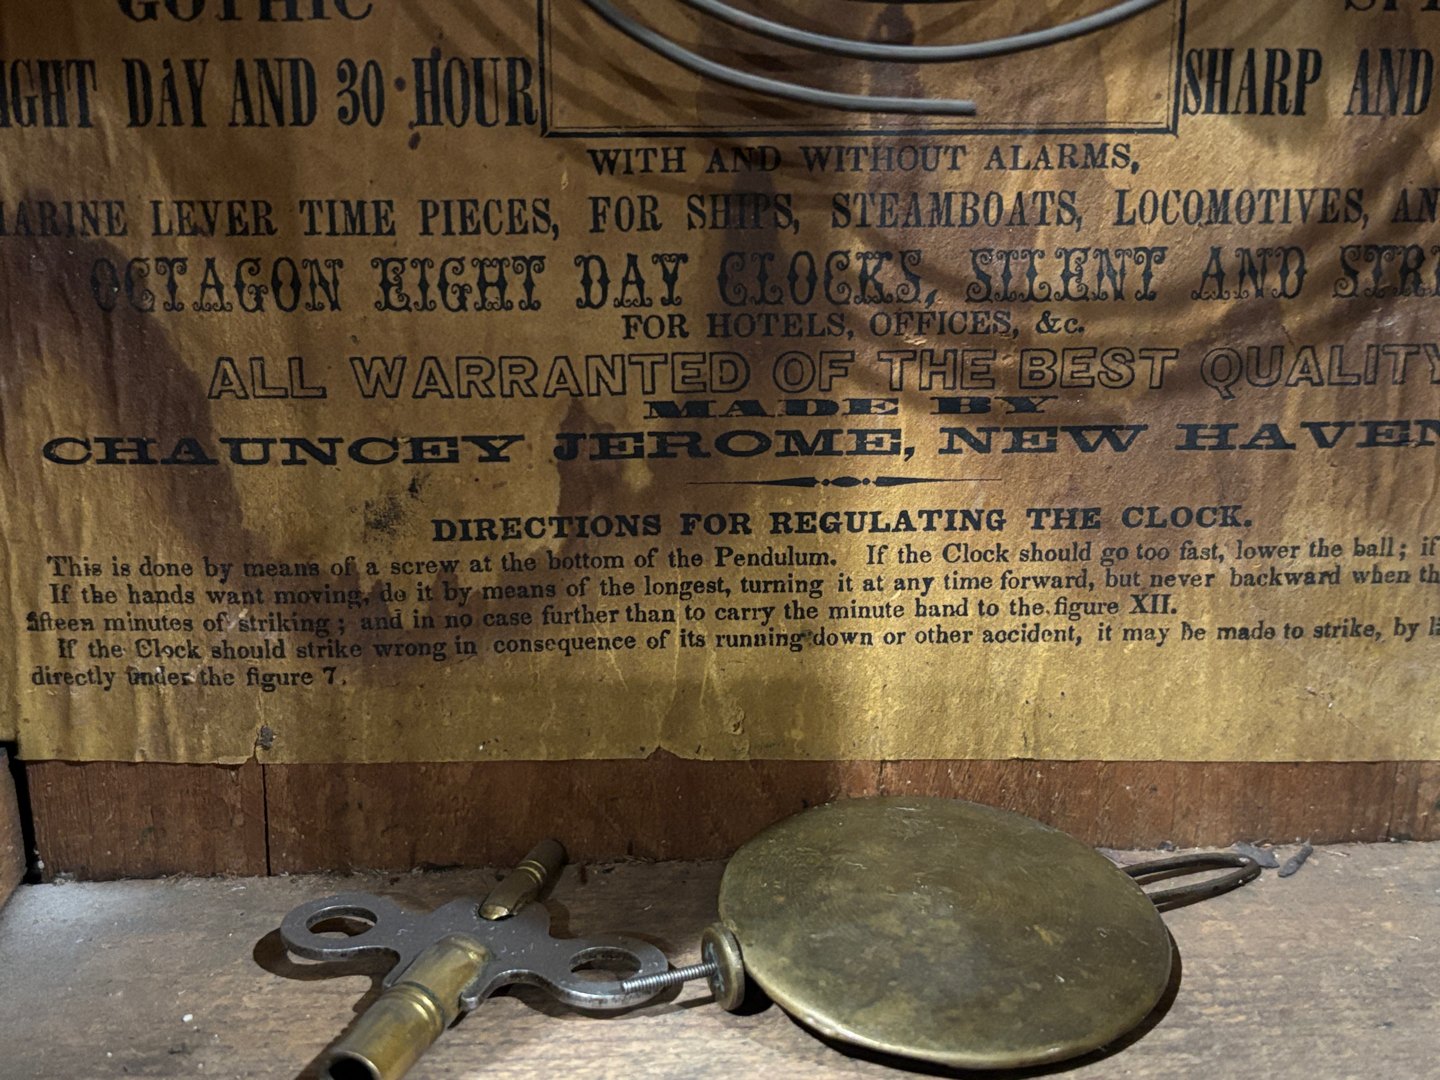 GOTHIC
IGHT DAY AND 30 HOUR
SHARP AND
WITH AND WITHOUT ALARMS,
MARINE LEVER TIME PIECES, FOR SHIPS, STEAMBOATS, LOCOMOTIVES, AN
OCTAGON EIGHT DAY CLOCKS, SILENT AND STRI
FOR HOTELS, OFFICES, &c.
ALL WARRANTED OF THE BEST QUALITY
MADE BY
CHAUNCEY JEROME, NEW HAVEN
DIRECTIONS FOR REGULATING THE CLOCK.
This is done by means of a screw at the bottom of the Pendulum. If the Clock should go too fast, lower the ball; if
If the hands want moving, do it by means of the longest, turning it at any time forward, but never backward when th
fifteen minutes of striking; and in no case further than to carry the minute hand to the figure XII.
If the Clock should strike wrong in consequence of its running down or other accident, it may be made to strike, by li
directly under the figure 7.